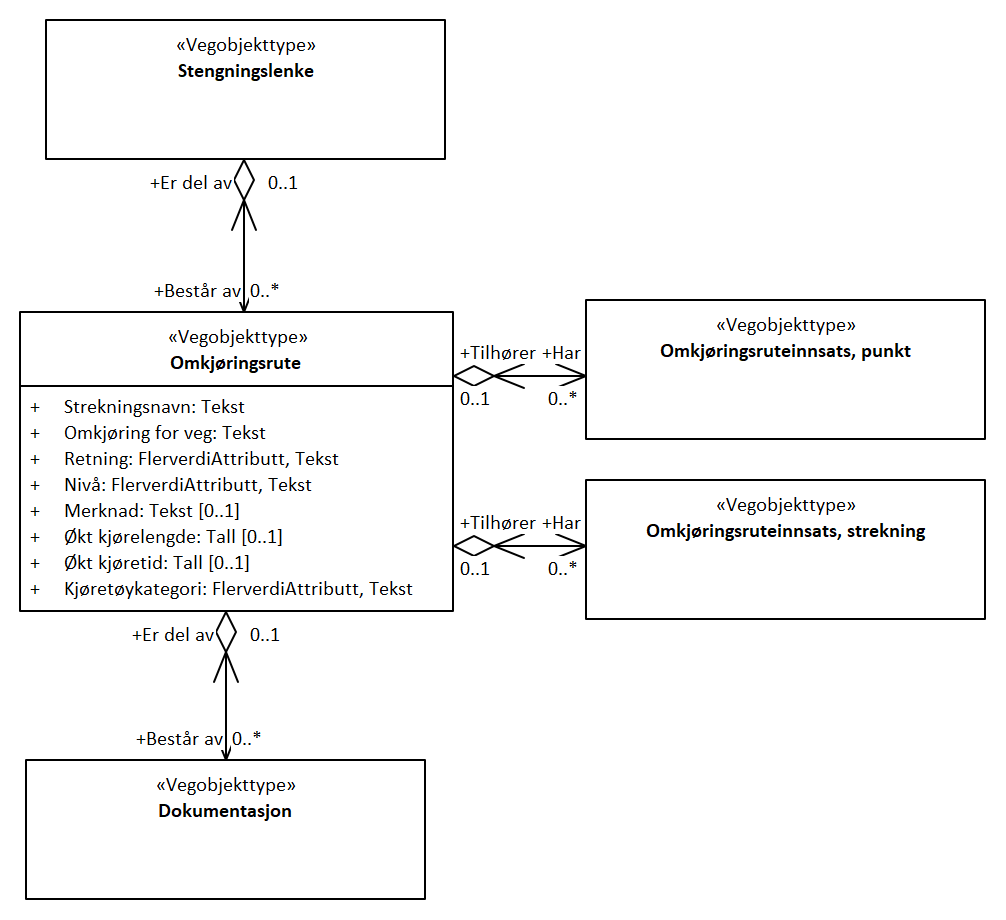 «Vegobjekttype»
Stengningslenke
+Er del av 0..1
+Består av 0..*
«Vegobjekttype»
Omkjøringsrute
+ Strekningsnavn: Tekst
+ Omkjøring for veg: Tekst
+ Retning: FlerverdiAttributt, Tekst
+ Nivå: FlerverdiAttributt, Tekst
+ Merknad: Tekst [0..1]
+ Økt kjørelengde: Tall [0..1]
+ Økt kjøretid: Tall [0..1]
+ Kjøretøykategori: FlerverdiAttributt, Tekst
+Tilhører +Har
0..1 0..*
«Vegobjekttype»
Omkjøringsruteinnsats, punkt
+Tilhører +Har
0..1 0..*
«Vegobjekttype»
Omkjøringsruteinnsats, strekning
+Er del av 0..1
+Består av 0..*
«Vegobjekttype»
Dokumentasjon